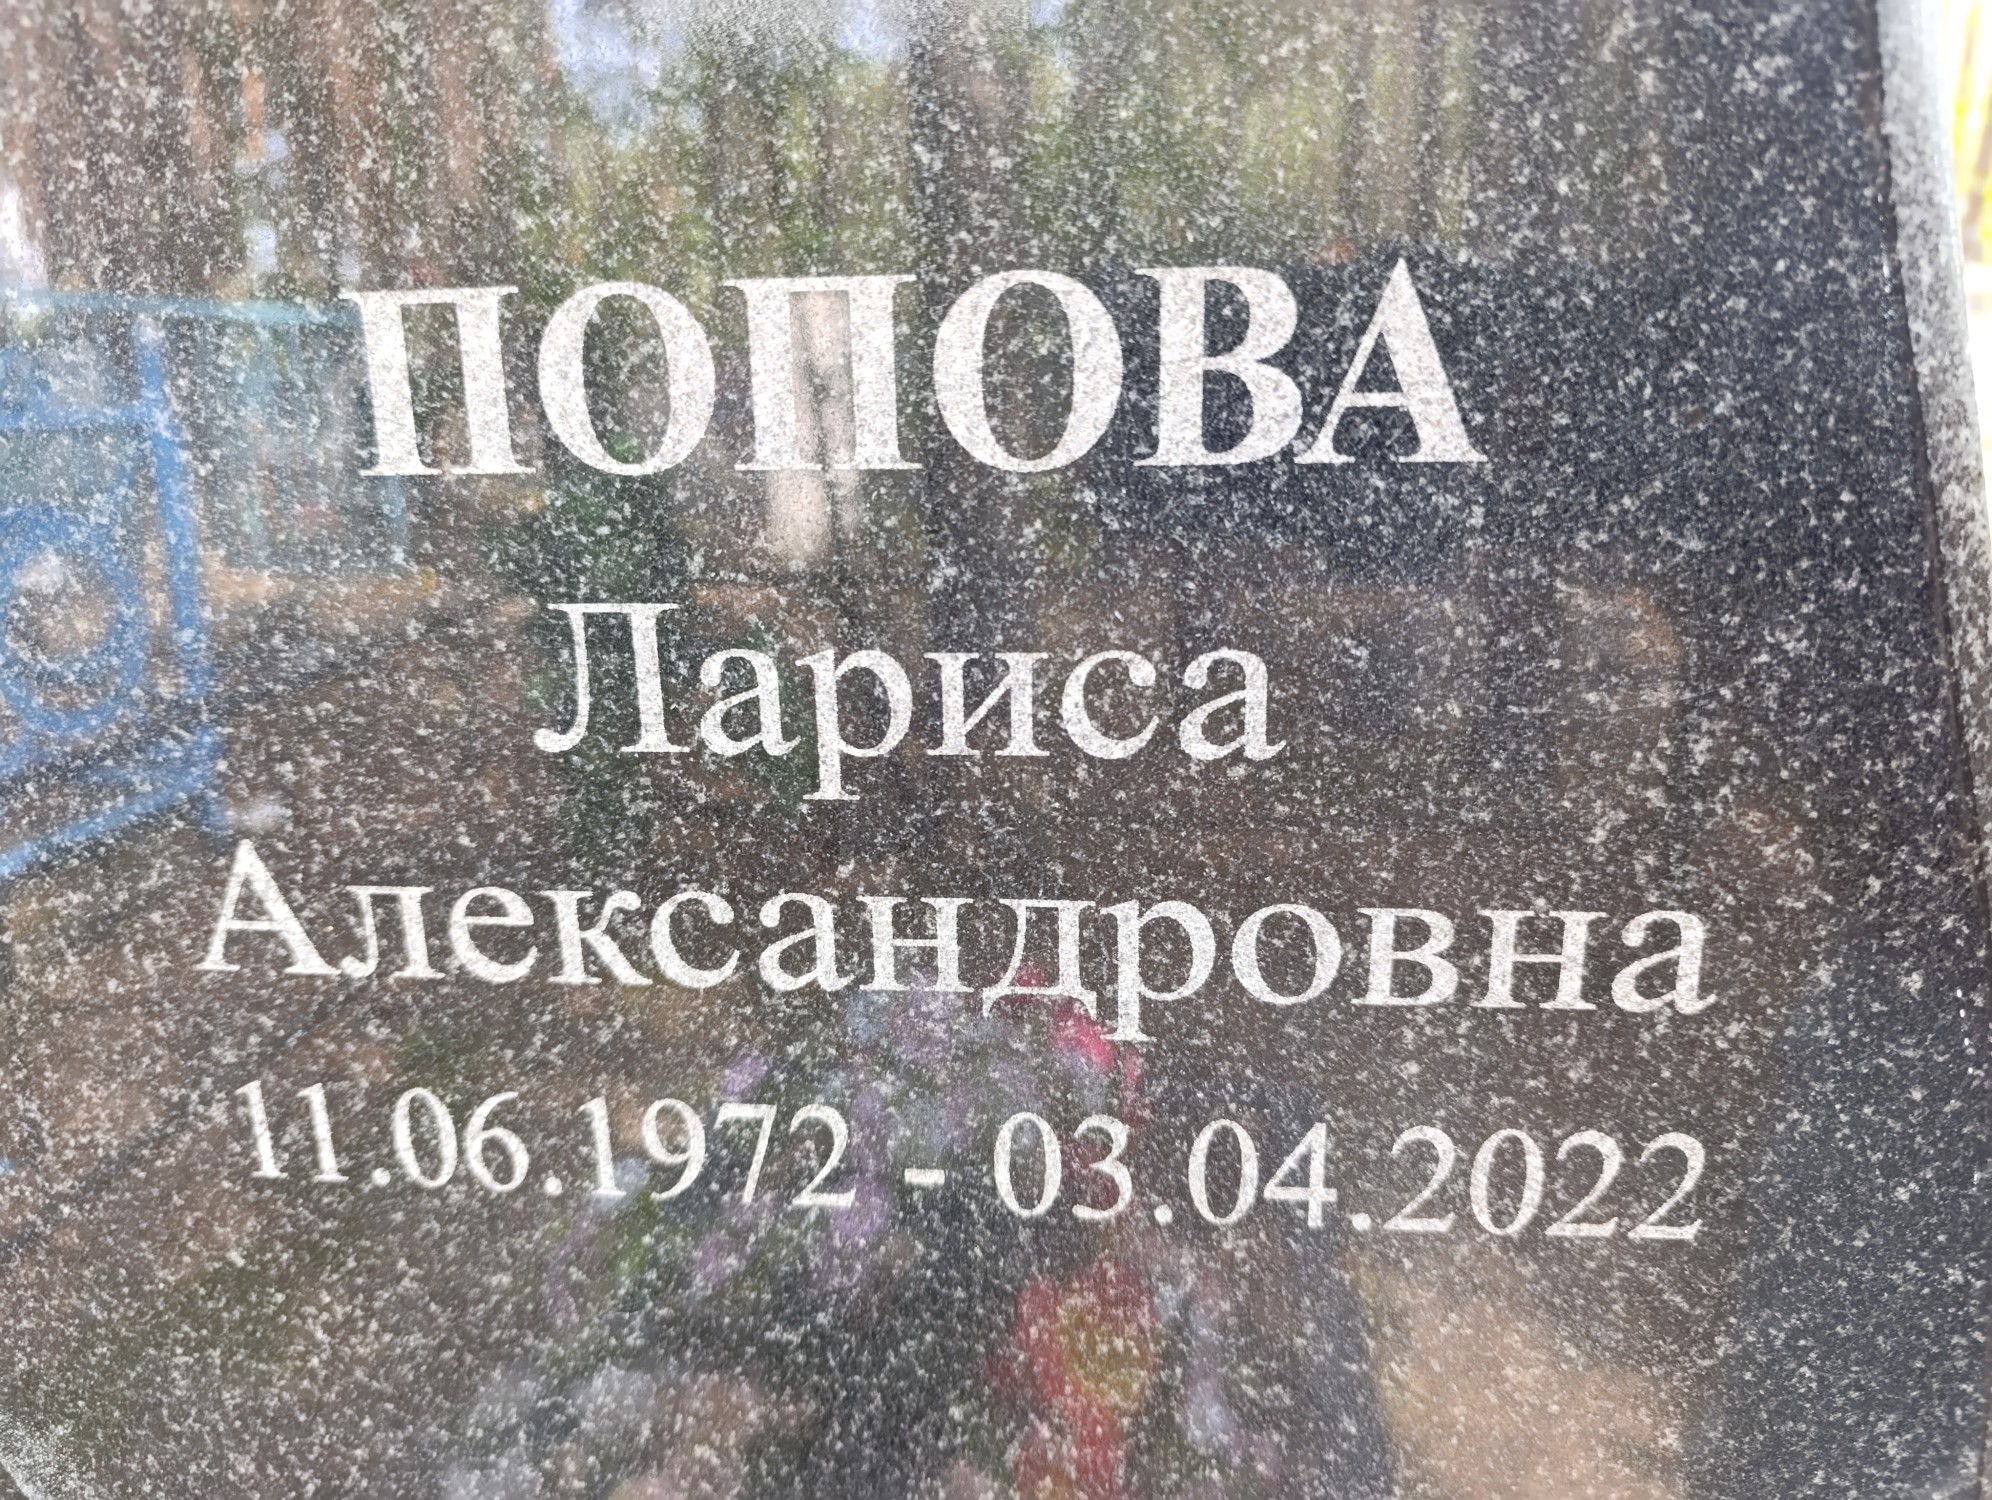 ПОПОВА
Лариса
Александровна
11.06.1972 - 03.04.2022